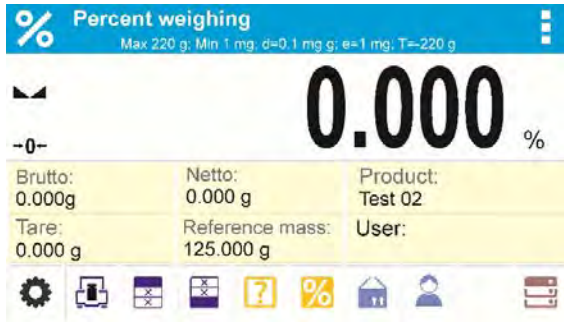 % Percent weighing
Max 220 g; Min 1 mg; d=0.1 mg g; e=1 mg; T=-220 g
0.000 %
→0←
Brutto: Netto: Product:
0.000g 0.000 g Test 02
Tare: Reference mass: User:
0.000 g 125.000 g
? %